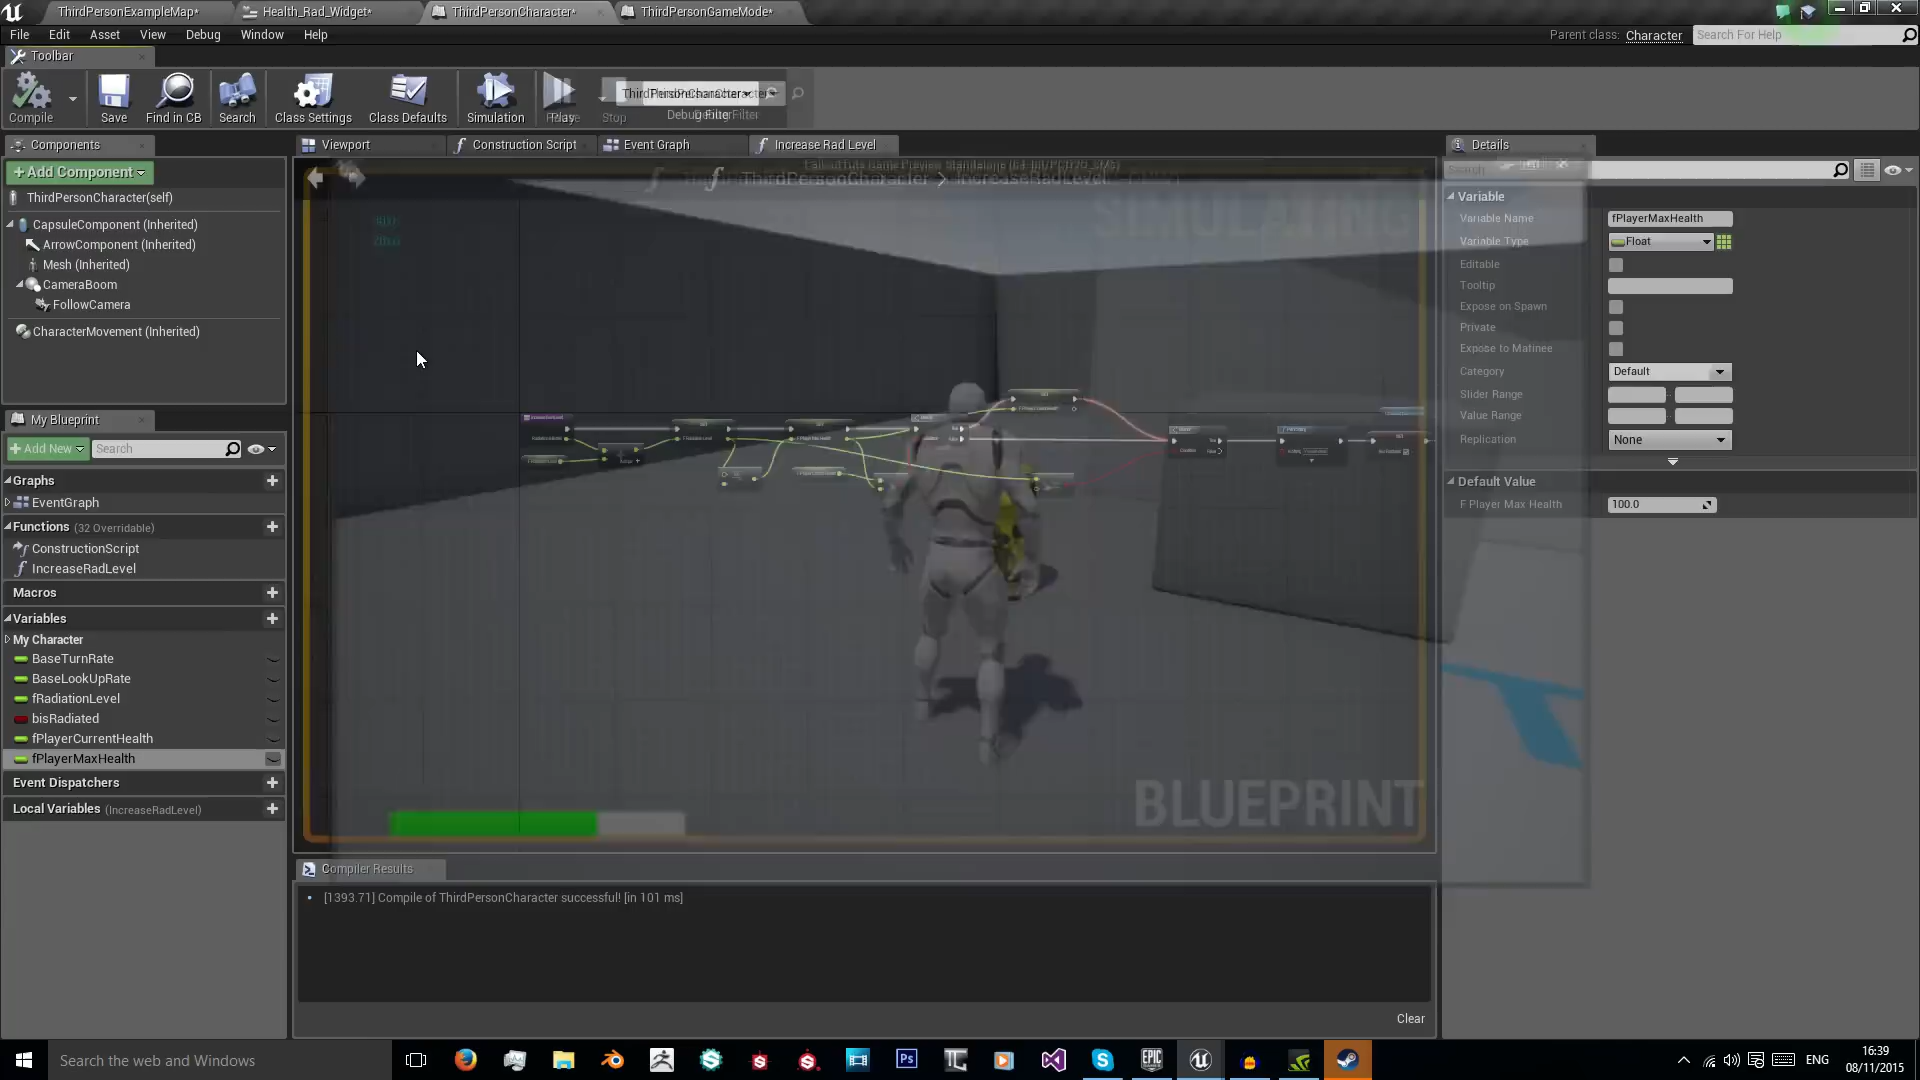 ThirdPersonExampleMap*
Health_Rad_Widget*
ThirdPersonCharacter*
ThirdPersonGameMode*
File Edit Asset View Debug Window Help
Parent class: Character
Search For Help
Toolbar
Compile
Save
Find in CB
Search
Class Settings
Class Defaults
Simulation
Play
Stop
Debug Filter
Components
Viewport
Construction Script
Event Graph
Increase Rad Level
Details
+ Add Component
Search
ThirdPersonCharacter(self)
ThirdPersonCharacter > IncreaseRadLevel
SIMULATING
CapsuleComponent (Inherited)
ArrowComponent (Inherited)
Mesh (Inherited)
CameraBoom
FollowCamera
CharacterMovement (Inherited)
Variable
Variable Name fPlayerMaxHealth
Variable Type Float
Editable
Tooltip
Expose on Spawn
Private
Expose to Matinee
Category Default
Slider Range
Value Range
Replication None
Default Value
F Player Max Health 100.0
My Blueprint
+ Add New
Search
Graphs
EventGraph
Functions (32 Overridable)
ConstructionScript
IncreaseRadLevel
Macros
Variables
My Character
BaseTurnRate
BaseLookUpRate
fRadiationLevel
bisRadiated
fPlayerCurrentHealth
fPlayerMaxHealth
Event Dispatchers
Local Variables (IncreaseRadLevel)
BLUEPRINT
Compiler Results
[1393.71] Compile of ThirdPersonCharacter successful! [in 101 ms]
Clear
Search the web and Windows
ENG
16:39
08/11/2015